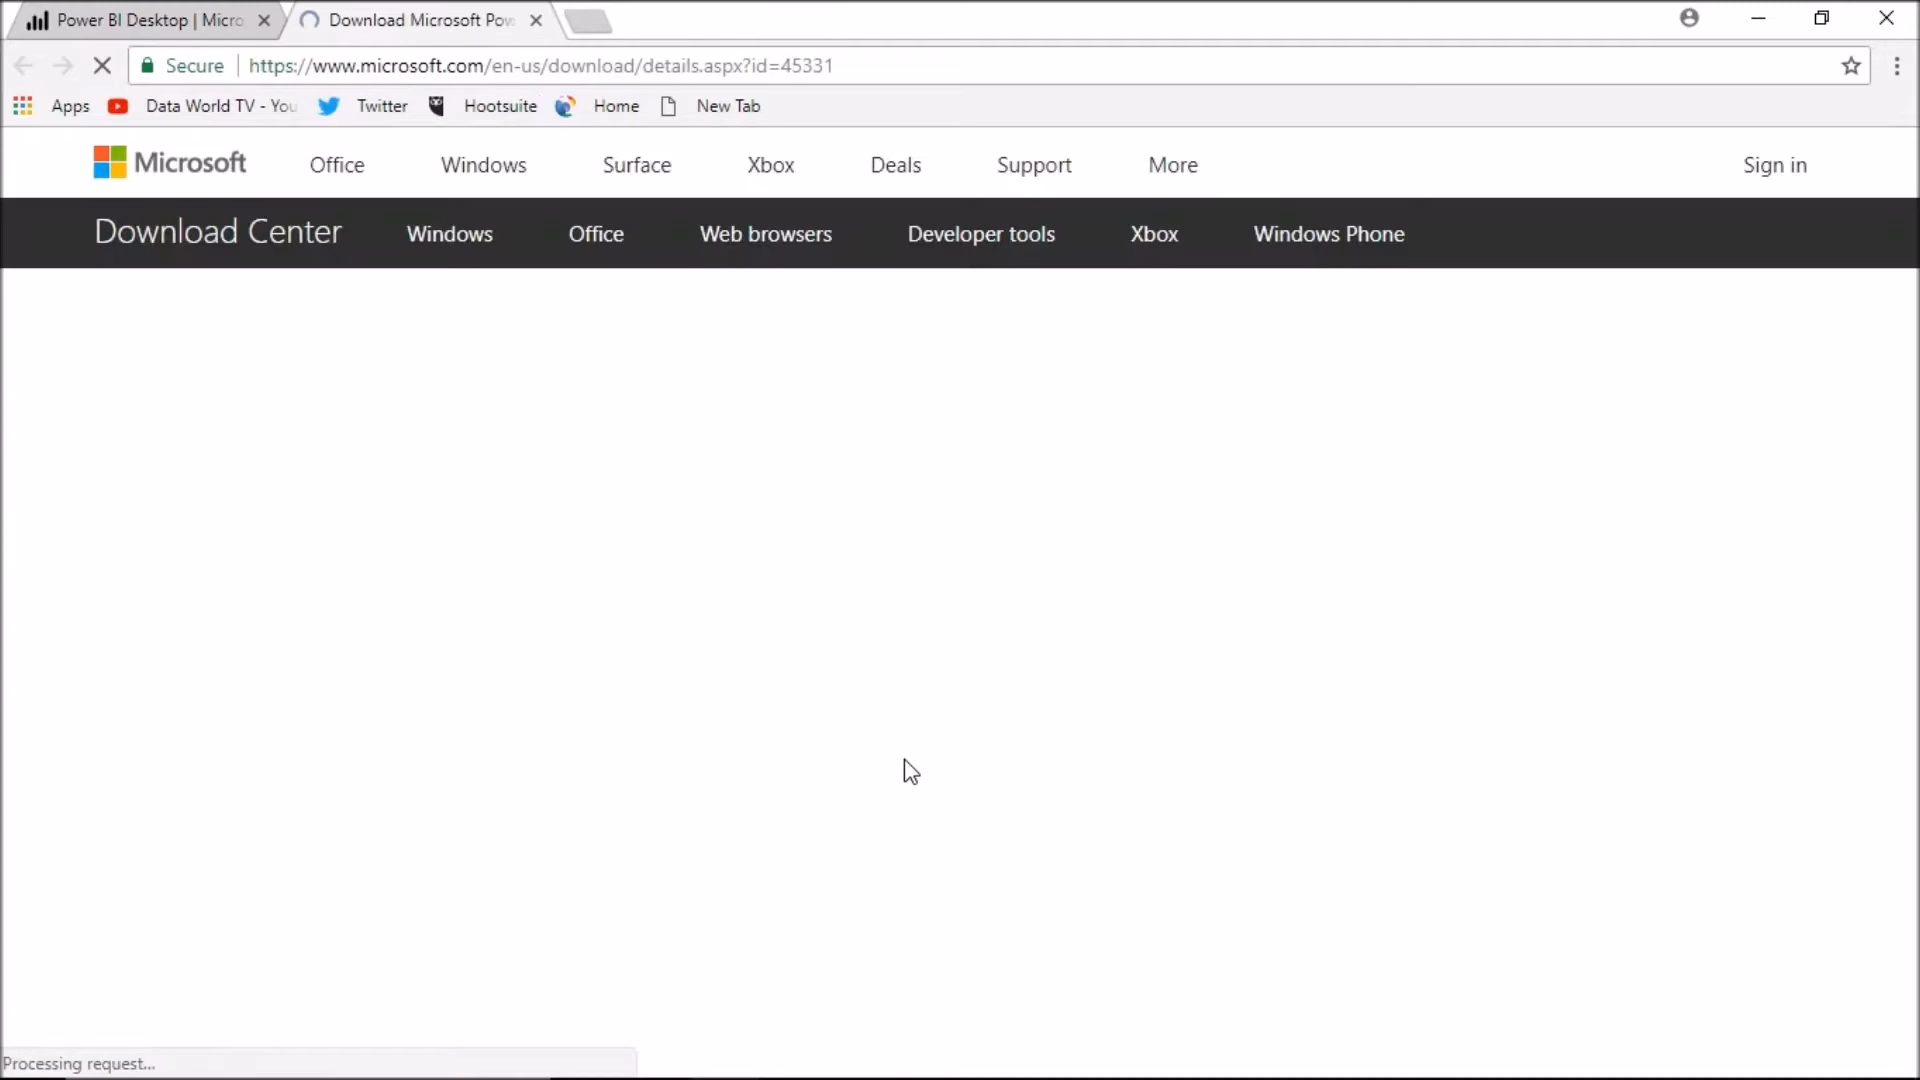 Power BI Desktop | Micro
Download Microsoft Pow
Secure https://www.microsoft.com/en-us/download/details.aspx?id=45331
Apps Data World TV - You Twitter Hootsuite Home New Tab
Microsoft Office Windows Surface Xbox Deals Support More Sign in
Download Center Windows Office Web browsers Developer tools Xbox Windows Phone
Processing request...